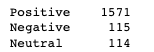 Positive 1571
Negative 115
Neutral 114